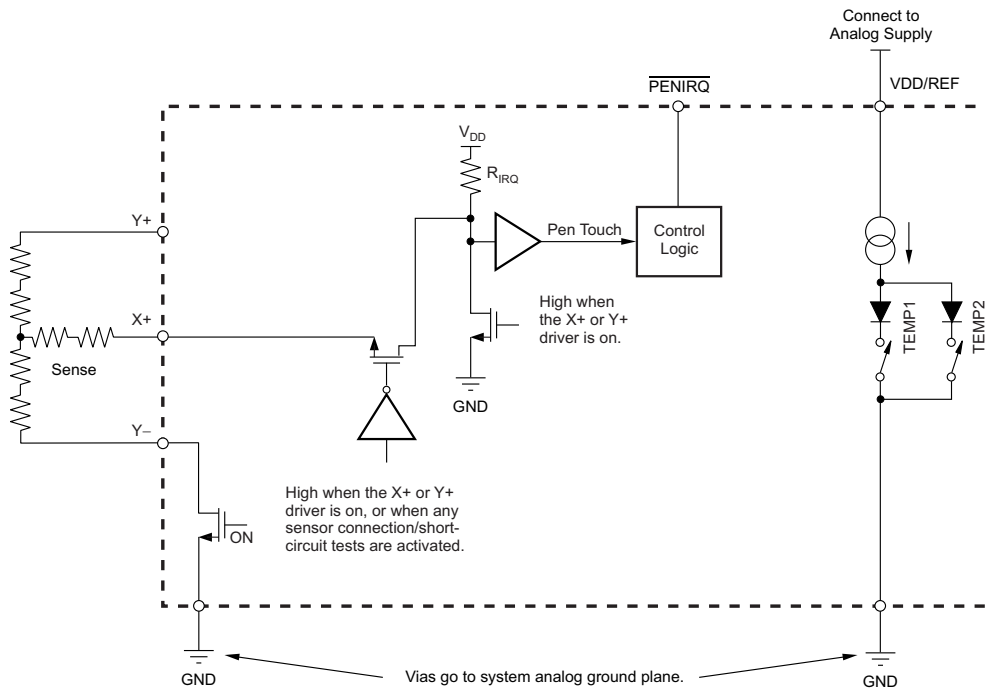 Connect to
Analog Supply
PENIRQ
VDD/REF
VDD
RIRQ
Y+
Pen Touch
Control
Logic
High when
the X+ or Y+
driver is on.
X+
TEMP1
TEMP2
Sense
GND
Y–
High when the X+ or Y+
driver is on, or when any
sensor connection/short-
circuit tests are activated.
ON
Vias go to system analog ground plane.
GND
GND